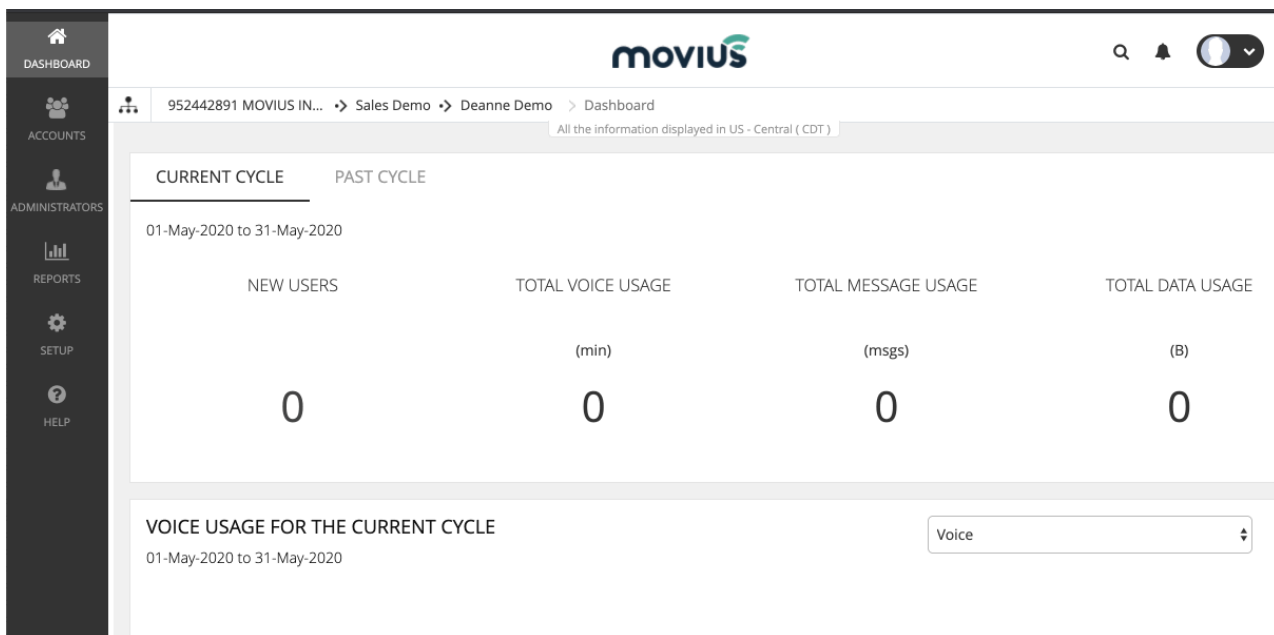 DASHBOARD
movius
952442891 MOVIUS IN... Sales Demo Deanne Demo > Dashboard
All the information displayed in US - Central ( CDT )
ACCOUNTS
ADMINISTRATORS
REPORTS
SETUP
HELP
CURRENT CYCLE PAST CYCLE
01-May-2020 to 31-May-2020
NEW USERS TOTAL VOICE USAGE TOTAL MESSAGE USAGE TOTAL DATA USAGE
(min) (msgs) (B)
0 0 0 0
VOICE USAGE FOR THE CURRENT CYCLE
Voice
01-May-2020 to 31-May-2020